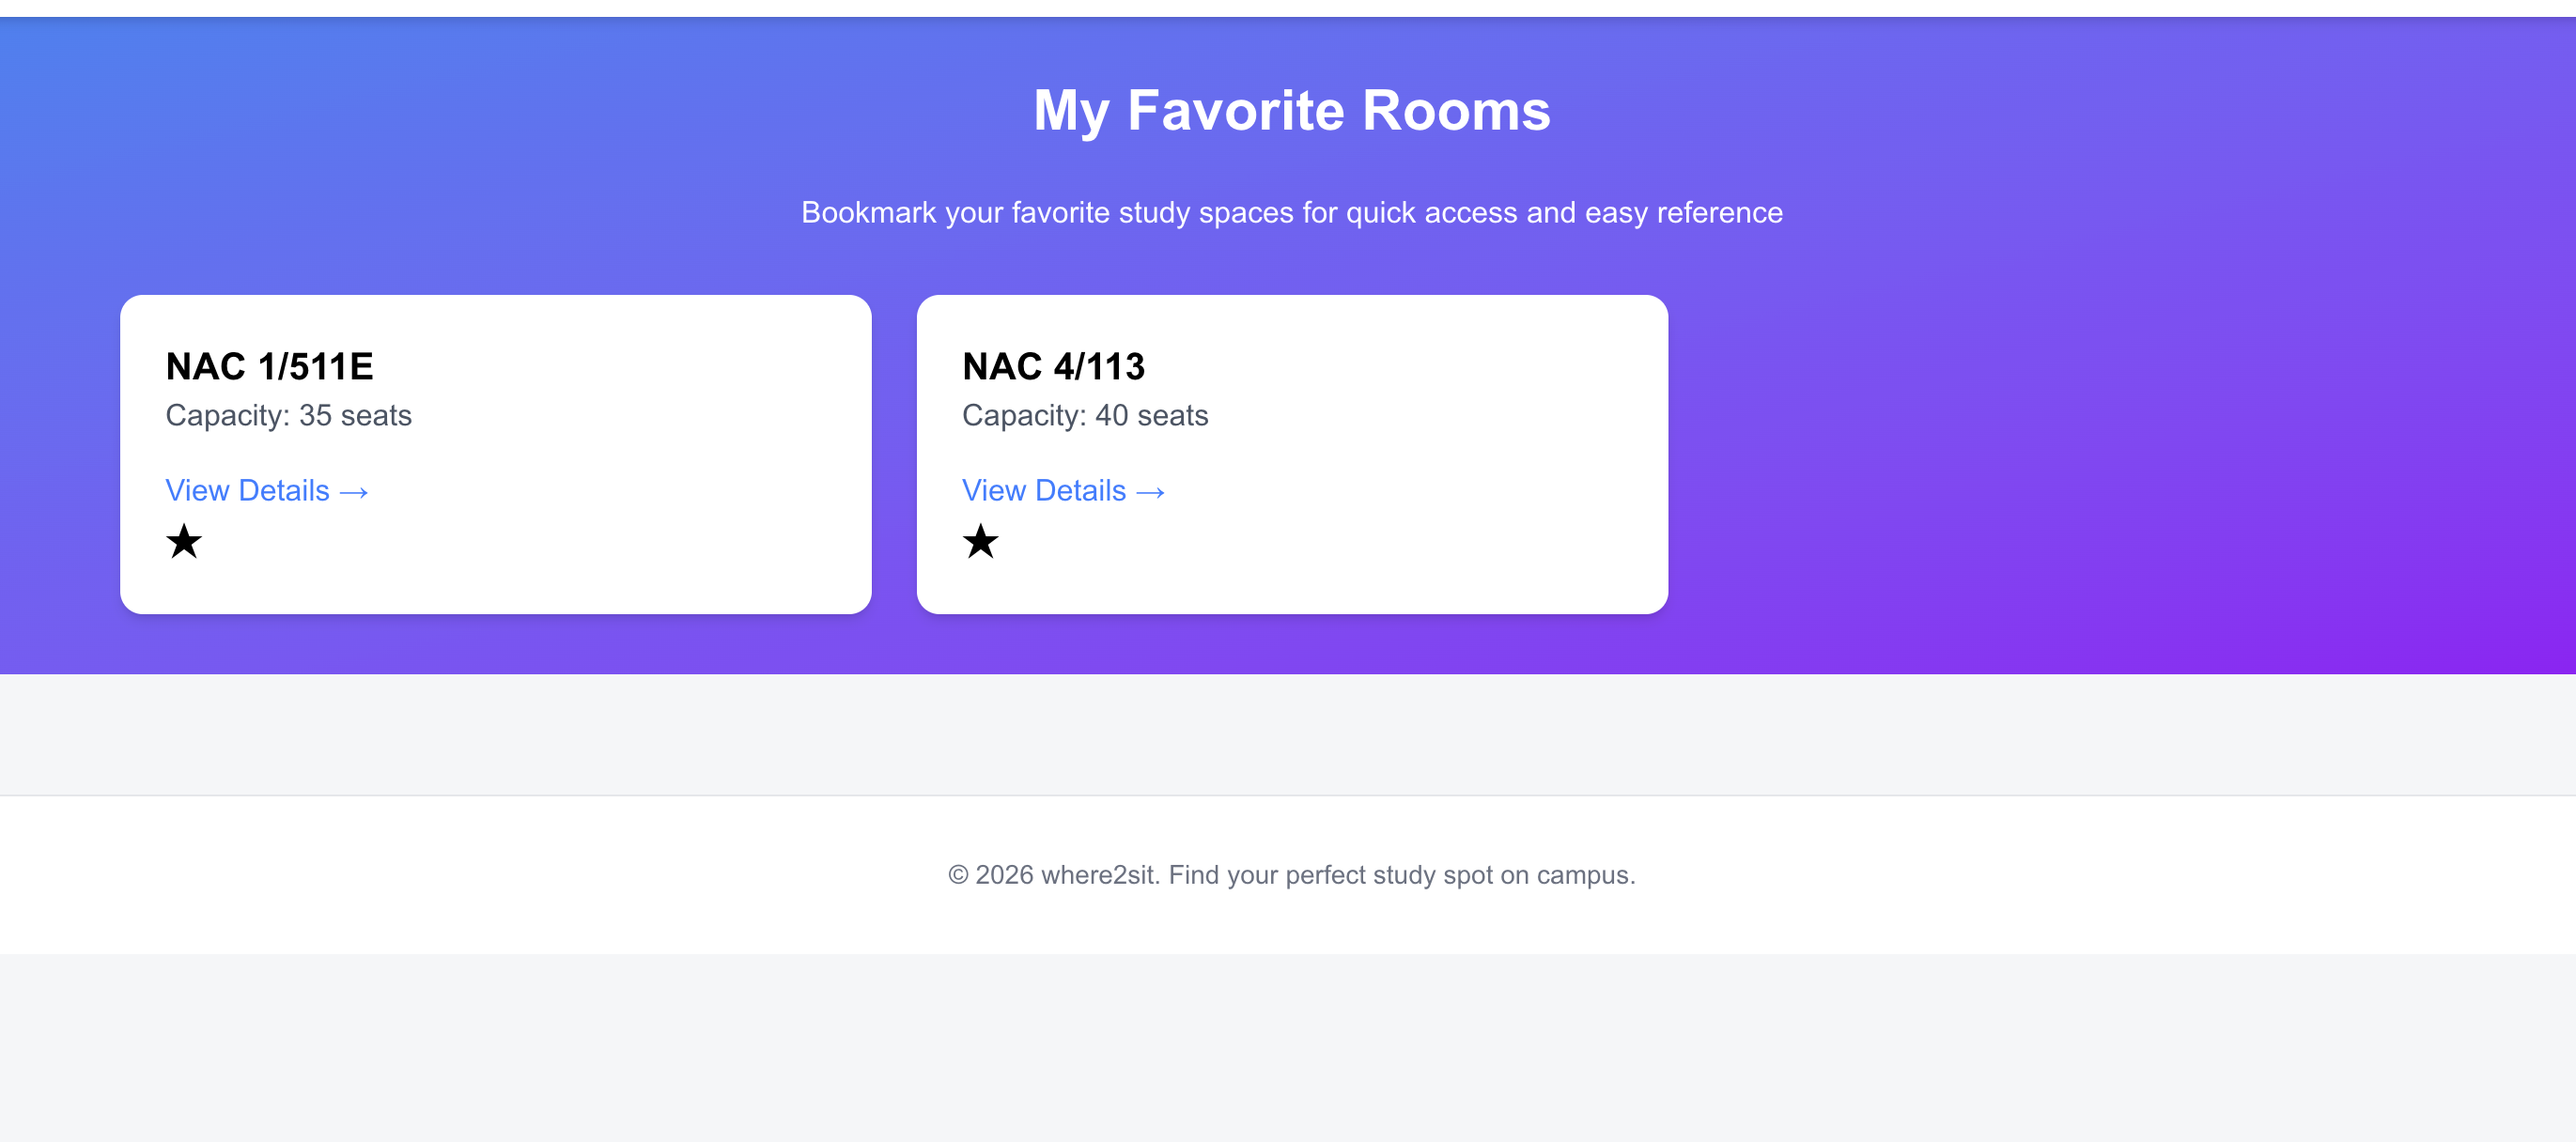 My Favorite Rooms
Bookmark your favorite study spaces for quick access and easy reference
NAC 1/511E
Capacity: 35 seats
View Details →
★
NAC 4/113
Capacity: 40 seats
View Details →
★
© 2026 where2sit. Find your perfect study spot on campus.